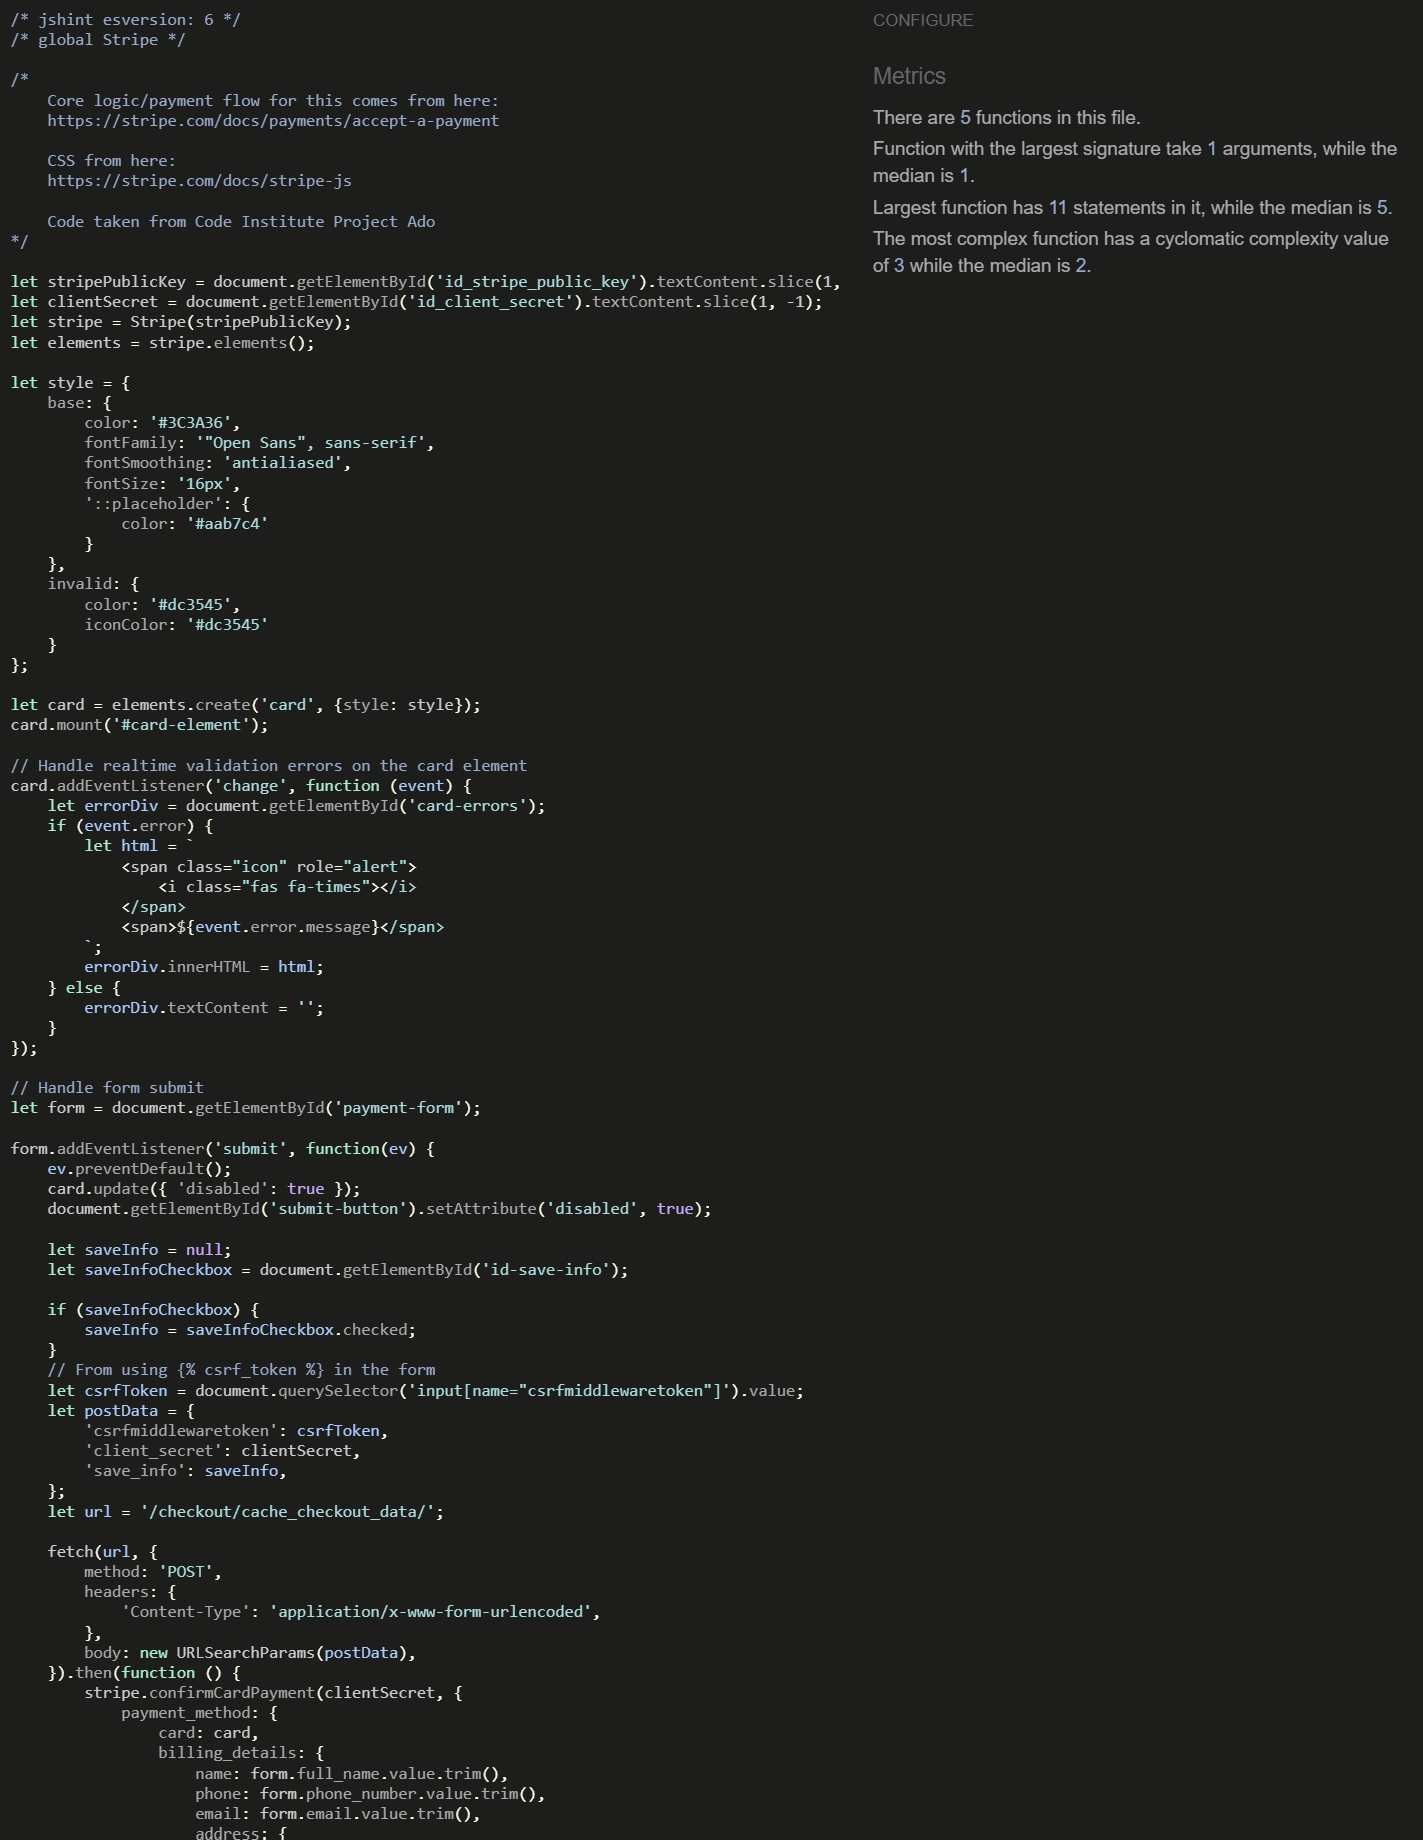 /* jshint esversion: 6 */
/* global Stripe */

/*
    Core logic/payment flow for this comes from here:
    https://stripe.com/docs/payments/accept-a-payment

    CSS from here:
    https://stripe.com/docs/stripe-js

    Code taken from Code Institute Project Ado
*/

let stripePublicKey = document.getElementById('id_stripe_public_key').textContent.slice(1,
let clientSecret = document.getElementById('id_client_secret').textContent.slice(1, -1);
let stripe = Stripe(stripePublicKey);
let elements = stripe.elements();

let style = {
    base: {
        color: '#3C3A36',
        fontFamily: '"Open Sans", sans-serif',
        fontSmoothing: 'antialiased',
        fontSize: '16px',
        '::placeholder': {
            color: '#aab7c4'
        }
    },
    invalid: {
        color: '#dc3545',
        iconColor: '#dc3545'
    }
};

let card = elements.create('card', {style: style});
card.mount('#card-element');

// Handle realtime validation errors on the card element
card.addEventListener('change', function (event) {
    let errorDiv = document.getElementById('card-errors');
    if (event.error) {
        let html = `
            <span class="icon" role="alert">
                <i class="fas fa-times"></i>
            </span>
            <span>${event.error.message}</span>
        `;
        errorDiv.innerHTML = html;
    } else {
        errorDiv.textContent = '';
    }
});

// Handle form submit
let form = document.getElementById('payment-form');

form.addEventListener('submit', function(ev) {
    ev.preventDefault();
    card.update({ 'disabled': true });
    document.getElementById('submit-button').setAttribute('disabled', true);

    let saveInfo = null;
    let saveInfoCheckbox = document.getElementById('id-save-info');

    if (saveInfoCheckbox) {
        saveInfo = saveInfoCheckbox.checked;
    }
    // From using {% csrf_token %} in the form
    let csrfToken = document.querySelector('input[name="csrfmiddlewaretoken"]').value;
    let postData = {
        'csrfmiddlewaretoken': csrfToken,
        'client_secret': clientSecret,
        'save_info': saveInfo,
    };
    let url = '/checkout/cache_checkout_data/';

    fetch(url, {
        method: 'POST',
        headers: {
            'Content-Type': 'application/x-www-form-urlencoded',
        },
        body: new URLSearchParams(postData),
    }).then(function () {
        stripe.confirmCardPayment(clientSecret, {
            payment_method: {
                card: card,
                billing_details: {
                    name: form.full_name.value.trim(),
                    phone: form.phone_number.value.trim(),
                    email: form.email.value.trim(),
                    address: {
CONFIGURE
Metrics
There are 5 functions in this file.
Function with the largest signature take 1 arguments, while the
median is 1.
Largest function has 11 statements in it, while the median is 5.
The most complex function has a cyclomatic complexity value
of 3 while the median is 2.